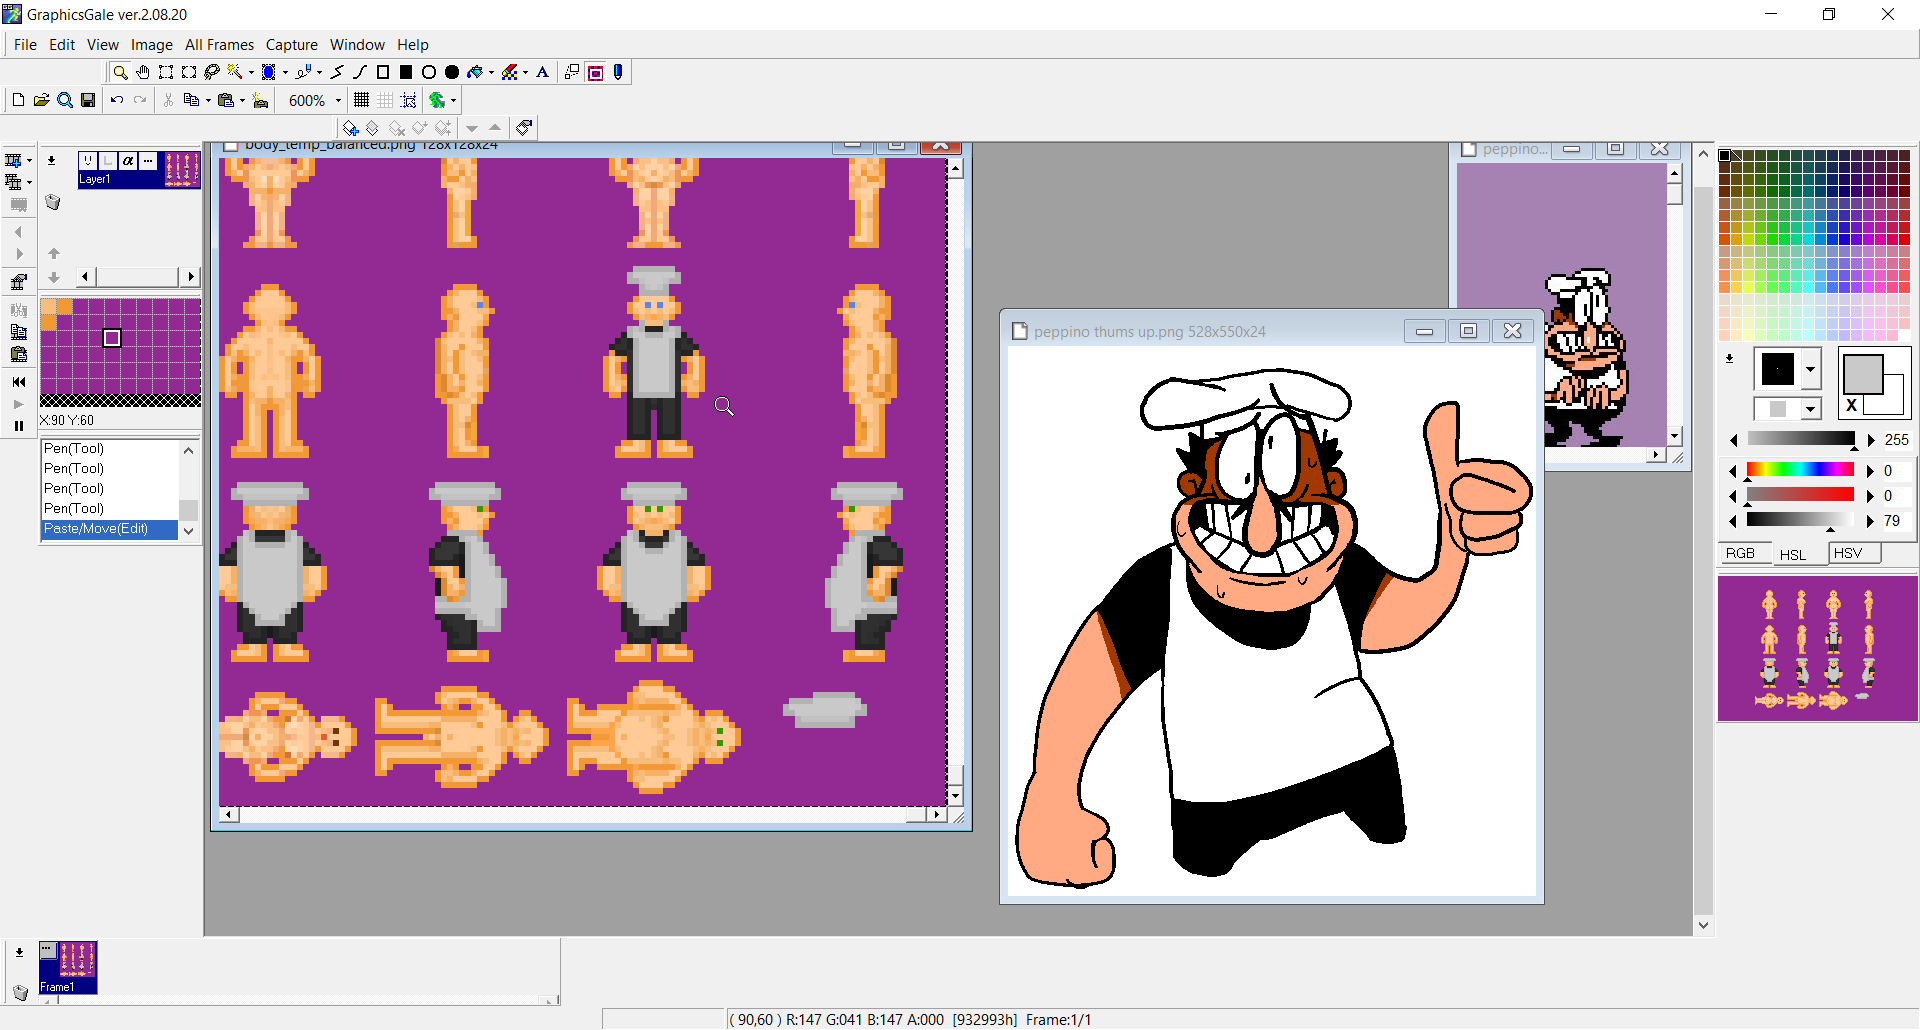 GraphicsGale ver.2.08.20
File Edit View Image All Frames Capture Window Help
600%
body_temp_balanced.png 128x128x24
peppino...
Layer1
peppino thums up.png 528x550x24
X:90 Y:60
Pen(Tool)
Pen(Tool)
Pen(Tool)
Pen(Tool)
Paste/Move(Edit)
X
255
0
0
79
RGB HSL HSV
Frame1
( 90,60 ) R:147 G:041 B:147 A:000 [932993h] Frame:1/1